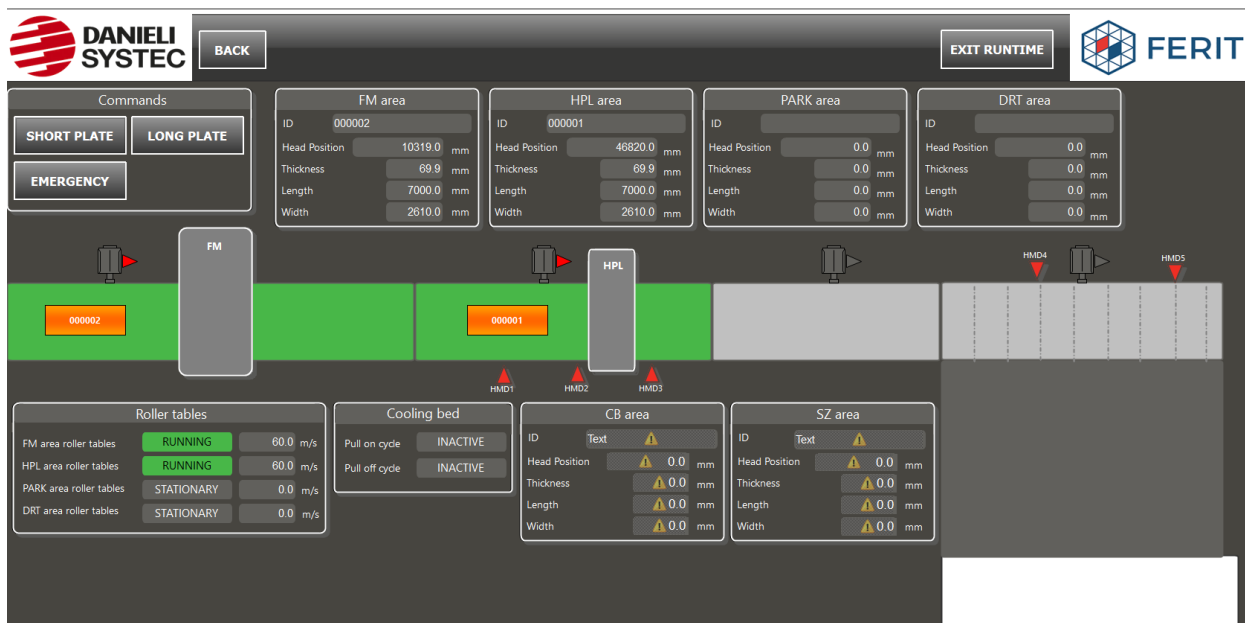 DANIELI
SYSTEC
BACK
EXIT RUNTIME
FERIT
Commands
SHORT PLATE
LONG PLATE
EMERGENCY
FM area
ID 000002
Head Position 10319.0 mm
Thickness 69.9 mm
Length 7000.0 mm
Width 2610.0 mm
HPL area
ID 000001
Head Position 46820.0 mm
Thickness 69.9 mm
Length 7000.0 mm
Width 2610.0 mm
PARK area
ID
Head Position 0.0 mm
Thickness 0.0 mm
Length 0.0 mm
Width 0.0 mm
DRT area
ID
Head Position 0.0 mm
Thickness 0.0 mm
Length 0.0 mm
Width 0.0 mm
FM
HPL
HMD4
HMD5
000002
000001
HMD1
HMD2
HMD3
Roller tables
FM area roller tables RUNNING 60.0 m/s
HPL area roller tables RUNNING 60.0 m/s
PARK area roller tables STATIONARY 0.0 m/s
DRT area roller tables STATIONARY 0.0 m/s
Cooling bed
Pull on cycle INACTIVE
Pull off cycle INACTIVE
CB area
ID Text
Head Position 0.0 mm
Thickness 0.0 mm
Length 0.0 mm
Width 0.0 mm
SZ area
ID Text
Head Position 0.0 mm
Thickness 0.0 mm
Length 0.0 mm
Width 0.0 mm